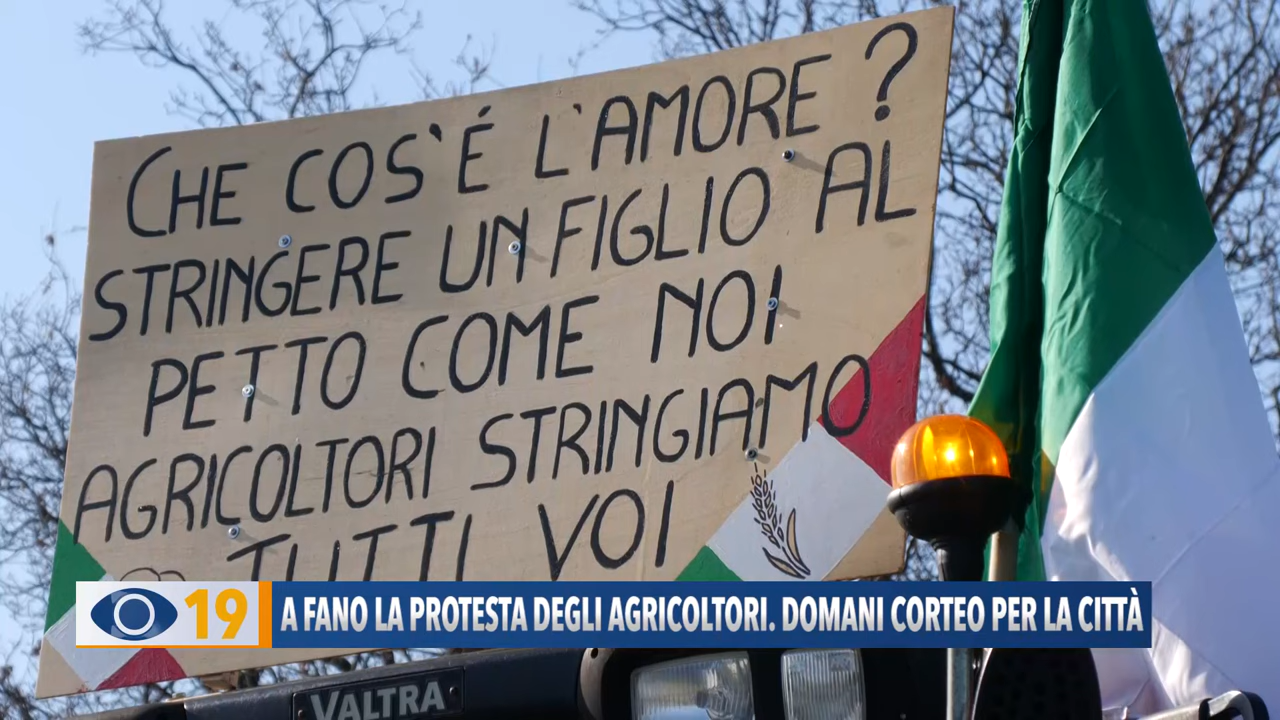 CHE COS'É L'AMORE ?
STRINGERE UN FIGLIO AL
PETTO COME NOI
AGRICOLTORI STRINGIAMO
TUTTI VOI
19
A FANO LA PROTESTA DEGLI AGRICOLTORI. DOMANI CORTEO PER LA CITTÀ
VALTRA